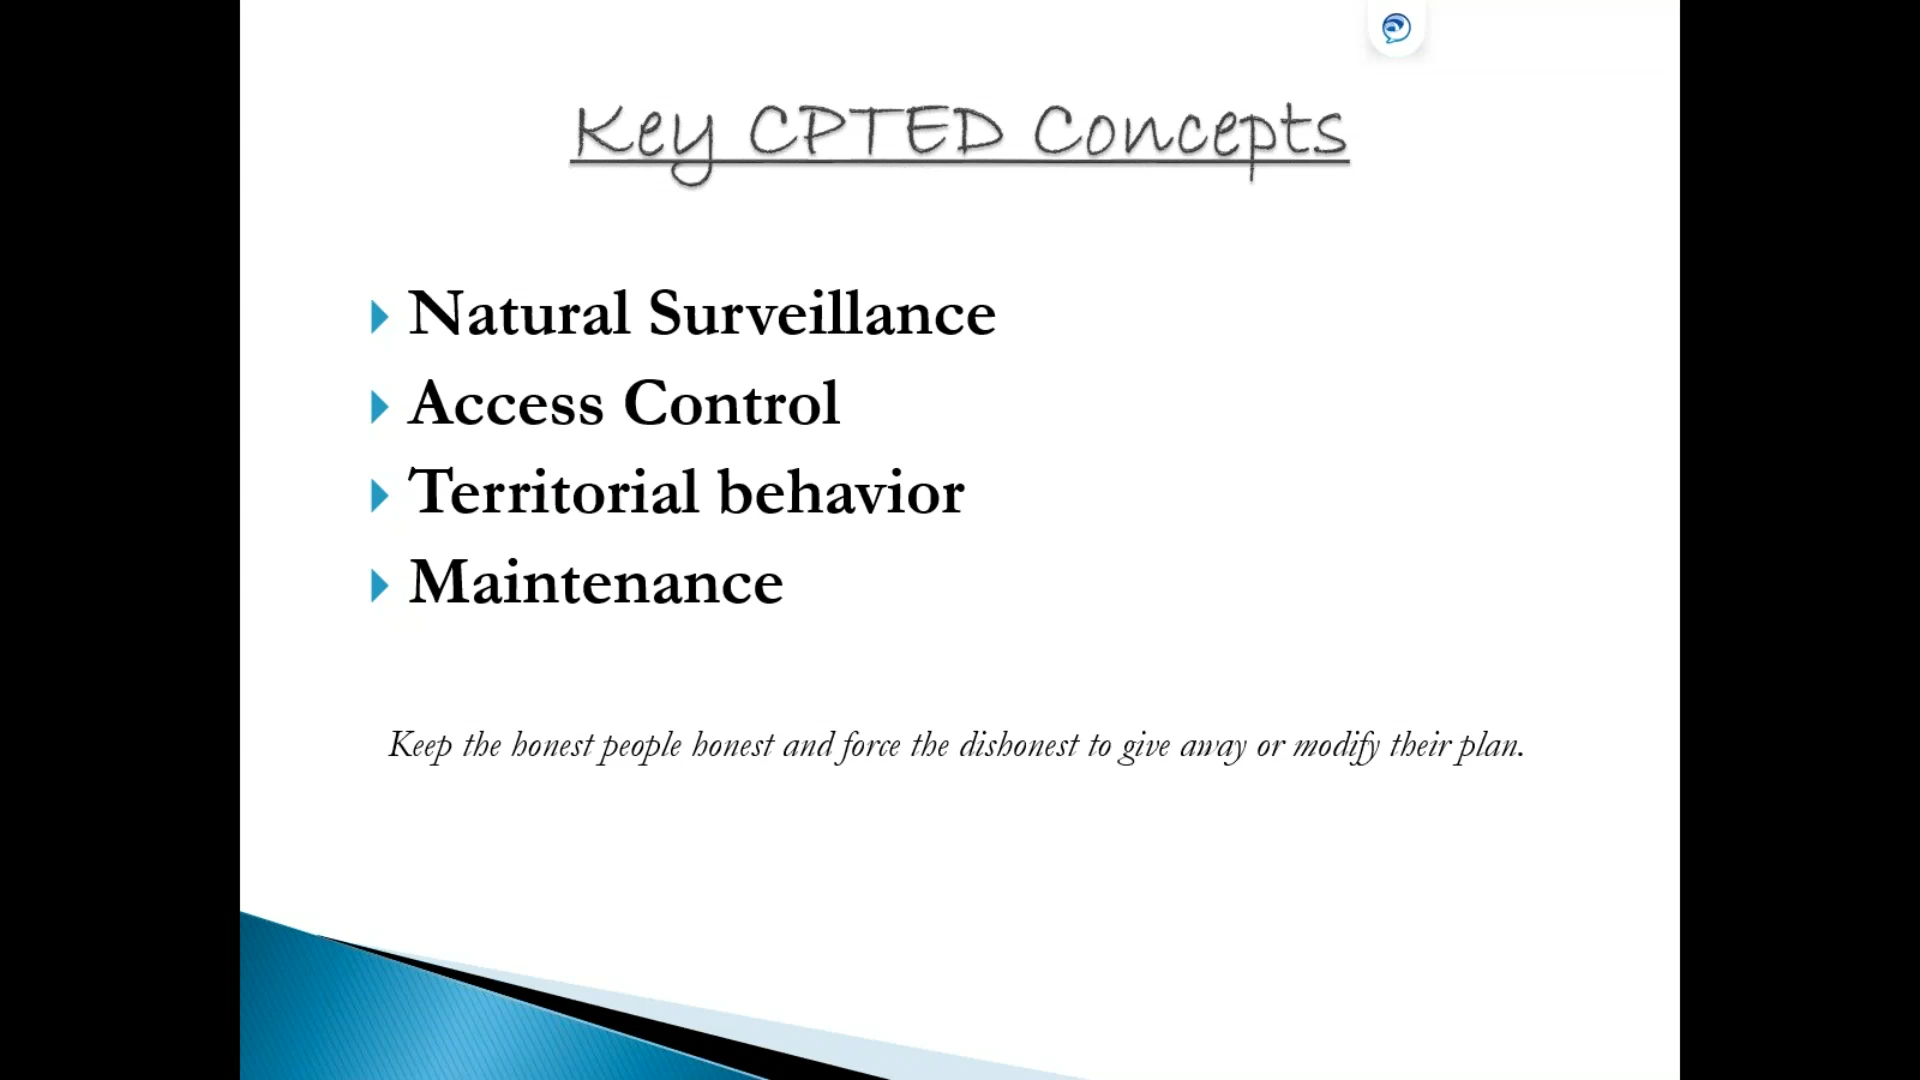 Key CPTED Concepts
Natural Surveillance
Access Control
Territorial behavior
Maintenance
Keep the honest people honest and force the dishonest to give away or modify their plan.